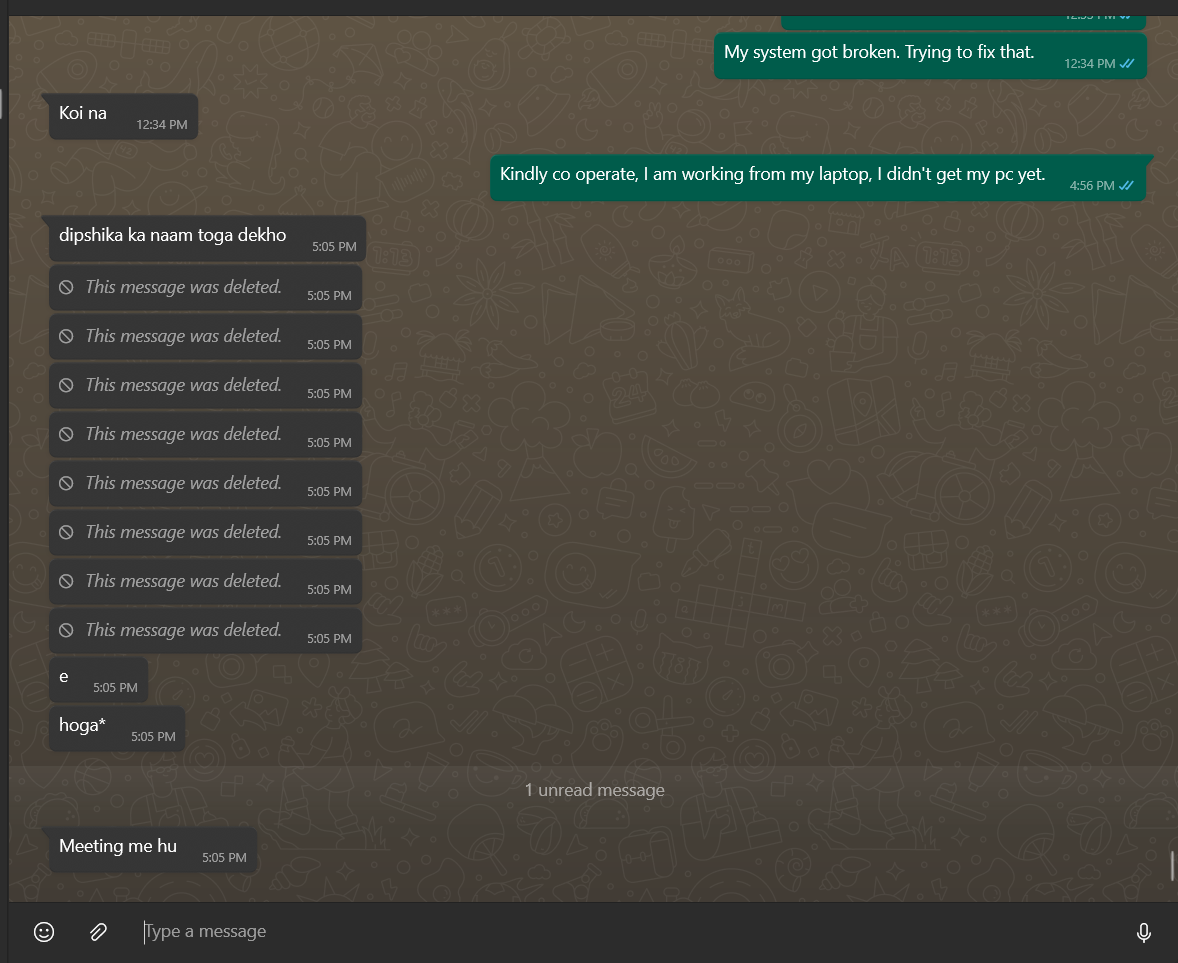 My system got broken. Trying to fix that.
12:34 PM
Koi na
12:34 PM
Kindly co operate, I am working from my laptop, I didn't get my pc yet.
4:56 PM
dipshika ka naam toga dekho
5:05 PM
This message was deleted.
5:05 PM
This message was deleted.
5:05 PM
This message was deleted.
5:05 PM
This message was deleted.
5:05 PM
This message was deleted.
5:05 PM
This message was deleted.
5:05 PM
This message was deleted.
5:05 PM
This message was deleted.
5:05 PM
e
5:05 PM
hoga*
5:05 PM
1 unread message
Meeting me hu
5:05 PM
Type a message